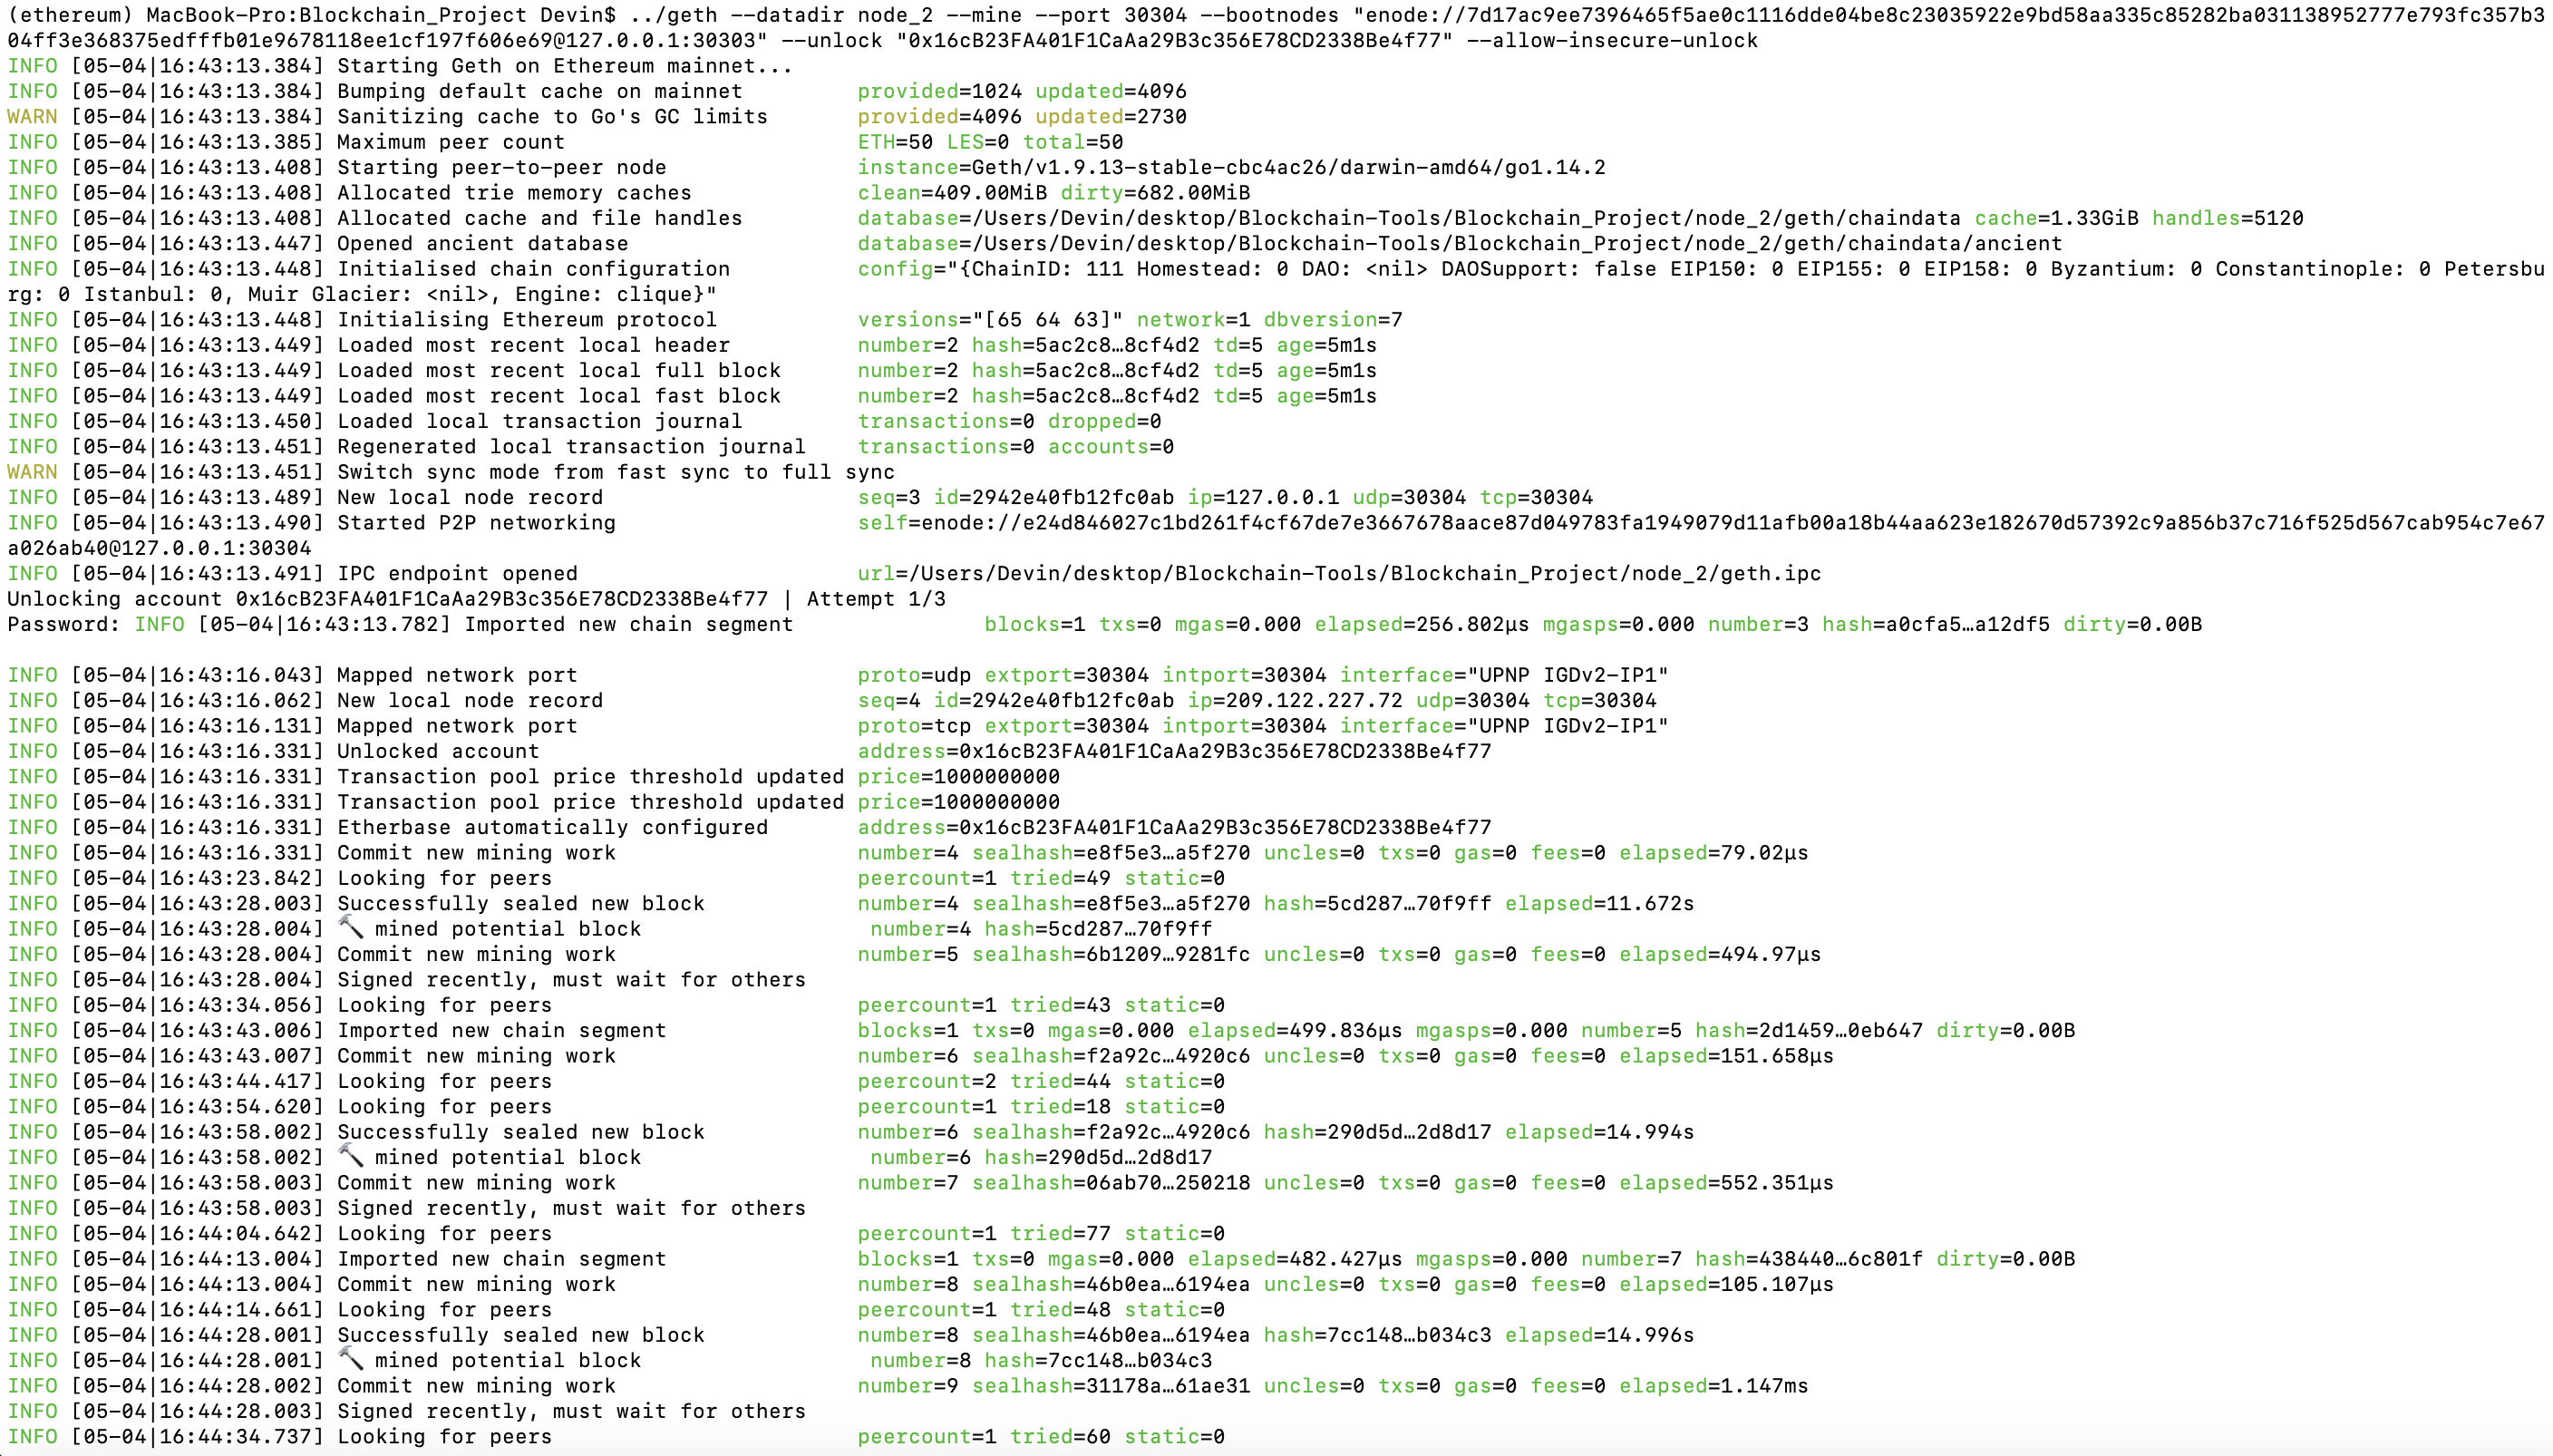 (ethereum) MacBook-Pro:Blockchain_Project Devin$ ../geth --datadir node_2 --mine --port 30304 --bootnodes "enode://7d17ac9ee7396465f5ae0c1116dde04be8c23035922e9bd58aa335c85282ba031138952777e793fc357b3
04ff3e368375edfffb01e9678118ee1cf197f606e69@127.0.0.1:30303" --unlock "0x16cB23FA401F1CaAa29B3c356E78CD2338Be4f77" --allow-insecure-unlock
INFO [05-04|16:43:13.384] Starting Geth on Ethereum mainnet...
INFO [05-04|16:43:13.384] Bumping default cache on mainnet provided=1024 updated=4096
WARN [05-04|16:43:13.384] Sanitizing cache to Go's GC limits provided=4096 updated=2730
INFO [05-04|16:43:13.385] Maximum peer count ETH=50 LES=0 total=50
INFO [05-04|16:43:13.408] Starting peer-to-peer node instance=Geth/v1.9.13-stable-cbc4ac26/darwin-amd64/go1.14.2
INFO [05-04|16:43:13.408] Allocated trie memory caches clean=409.00MiB dirty=682.00MiB
INFO [05-04|16:43:13.408] Allocated cache and file handles database=/Users/Devin/desktop/Blockchain-Tools/Blockchain_Project/node_2/geth/chaindata cache=1.33GiB handles=5120
INFO [05-04|16:43:13.447] Opened ancient database database=/Users/Devin/desktop/Blockchain-Tools/Blockchain_Project/node_2/geth/chaindata/ancient
INFO [05-04|16:43:13.448] Initialised chain configuration config="{ChainID: 111 Homestead: 0 DAO: <nil> DAOSupport: false EIP150: 0 EIP155: 0 EIP158: 0 Byzantium: 0 Constantinople: 0 Petersbu
rg: 0 Istanbul: 0, Muir Glacier: <nil>, Engine: clique}"
INFO [05-04|16:43:13.448] Initialising Ethereum protocol versions="[65 64 63]" network=1 dbversion=7
INFO [05-04|16:43:13.449] Loaded most recent local header number=2 hash=5ac2c8…8cf4d2 td=5 age=5m1s
INFO [05-04|16:43:13.449] Loaded most recent local full block number=2 hash=5ac2c8…8cf4d2 td=5 age=5m1s
INFO [05-04|16:43:13.449] Loaded most recent local fast block number=2 hash=5ac2c8…8cf4d2 td=5 age=5m1s
INFO [05-04|16:43:13.450] Loaded local transaction journal transactions=0 dropped=0
INFO [05-04|16:43:13.451] Regenerated local transaction journal transactions=0 accounts=0
WARN [05-04|16:43:13.451] Switch sync mode from fast sync to full sync
INFO [05-04|16:43:13.489] New local node record seq=3 id=2942e40fb12fc0ab ip=127.0.0.1 udp=30304 tcp=30304
INFO [05-04|16:43:13.490] Started P2P networking self=enode://e24d846027c1bd261f4cf67de7e3667678aace87d049783fa1949079d11afb00a18b44aa623e182670d57392c9a856b37c716f525d567cab954c7e67
a026ab40@127.0.0.1:30304
INFO [05-04|16:43:13.491] IPC endpoint opened url=/Users/Devin/desktop/Blockchain-Tools/Blockchain_Project/node_2/geth.ipc
Unlocking account 0x16cB23FA401F1CaAa29B3c356E78CD2338Be4f77 | Attempt 1/3
Password: INFO [05-04|16:43:13.782] Imported new chain segment blocks=1 txs=0 mgas=0.000 elapsed=256.802µs mgasps=0.000 number=3 hash=a0cfa5…a12df5 dirty=0.00B
INFO [05-04|16:43:16.043] Mapped network port proto=udp extport=30304 intport=30304 interface="UPNP IGDv2-IP1"
INFO [05-04|16:43:16.062] New local node record seq=4 id=2942e40fb12fc0ab ip=209.122.227.72 udp=30304 tcp=30304
INFO [05-04|16:43:16.131] Mapped network port proto=tcp extport=30304 intport=30304 interface="UPNP IGDv2-IP1"
INFO [05-04|16:43:16.331] Unlocked account address=0x16cB23FA401F1CaAa29B3c356E78CD2338Be4f77
INFO [05-04|16:43:16.331] Transaction pool price threshold updated price=1000000000
INFO [05-04|16:43:16.331] Transaction pool price threshold updated price=1000000000
INFO [05-04|16:43:16.331] Etherbase automatically configured address=0x16cB23FA401F1CaAa29B3c356E78CD2338Be4f77
INFO [05-04|16:43:16.331] Commit new mining work number=4 sealhash=e8f5e3…a5f270 uncles=0 txs=0 gas=0 fees=0 elapsed=79.02µs
INFO [05-04|16:43:23.842] Looking for peers peercount=1 tried=49 static=0
INFO [05-04|16:43:28.003] Successfully sealed new block number=4 sealhash=e8f5e3…a5f270 hash=5cd287…70f9ff elapsed=11.672s
INFO [05-04|16:43:28.004] 🔨 mined potential block number=4 hash=5cd287…70f9ff
INFO [05-04|16:43:28.004] Commit new mining work number=5 sealhash=6b1209…9281fc uncles=0 txs=0 gas=0 fees=0 elapsed=494.97µs
INFO [05-04|16:43:28.004] Signed recently, must wait for others
INFO [05-04|16:43:34.056] Looking for peers peercount=1 tried=43 static=0
INFO [05-04|16:43:43.006] Imported new chain segment blocks=1 txs=0 mgas=0.000 elapsed=499.836µs mgasps=0.000 number=5 hash=2d1459…0eb647 dirty=0.00B
INFO [05-04|16:43:43.007] Commit new mining work number=6 sealhash=f2a92c…4920c6 uncles=0 txs=0 gas=0 fees=0 elapsed=151.658µs
INFO [05-04|16:43:44.417] Looking for peers peercount=2 tried=44 static=0
INFO [05-04|16:43:54.620] Looking for peers peercount=1 tried=18 static=0
INFO [05-04|16:43:58.002] Successfully sealed new block number=6 sealhash=f2a92c…4920c6 hash=290d5d…2d8d17 elapsed=14.994s
INFO [05-04|16:43:58.002] 🔨 mined potential block number=6 hash=290d5d…2d8d17
INFO [05-04|16:43:58.003] Commit new mining work number=7 sealhash=06ab70…250218 uncles=0 txs=0 gas=0 fees=0 elapsed=552.351µs
INFO [05-04|16:43:58.003] Signed recently, must wait for others
INFO [05-04|16:44:04.642] Looking for peers peercount=1 tried=77 static=0
INFO [05-04|16:44:13.004] Imported new chain segment blocks=1 txs=0 mgas=0.000 elapsed=482.427µs mgasps=0.000 number=7 hash=438440…6c801f dirty=0.00B
INFO [05-04|16:44:13.004] Commit new mining work number=8 sealhash=46b0ea…6194ea uncles=0 txs=0 gas=0 fees=0 elapsed=105.107µs
INFO [05-04|16:44:14.661] Looking for peers peercount=1 tried=48 static=0
INFO [05-04|16:44:28.001] Successfully sealed new block number=8 sealhash=46b0ea…6194ea hash=7cc148…b034c3 elapsed=14.996s
INFO [05-04|16:44:28.001] 🔨 mined potential block number=8 hash=7cc148…b034c3
INFO [05-04|16:44:28.002] Commit new mining work number=9 sealhash=31178a…61ae31 uncles=0 txs=0 gas=0 fees=0 elapsed=1.147ms
INFO [05-04|16:44:28.003] Signed recently, must wait for others
INFO [05-04|16:44:34.737] Looking for peers peercount=1 tried=60 static=0